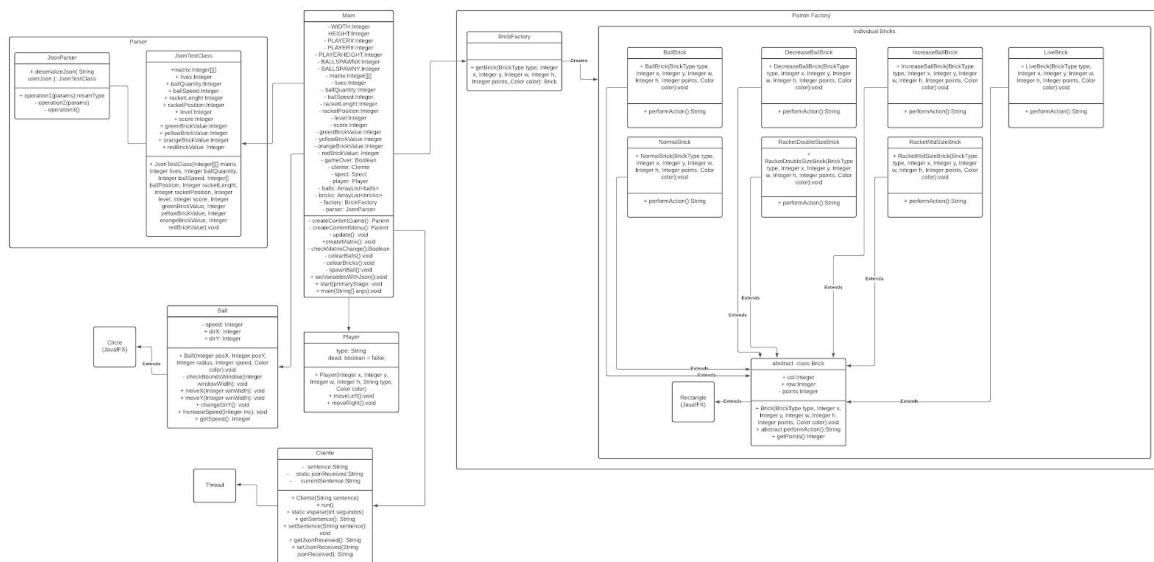 Parser
JsonParser
+ deserializeJson( String
userJson ): JsonTestClass
+ operation1(params):returnType
- operation2(params)
- operation3()
JsonTestClass
+matrix:Integer[][]
+ lives:Integer
+ ballQuantity:Integer
+ ballSpeed:Integer
+ racketLenght:Integer
+ racketPosition:Integer
+ level:Integer
+ score:Integer
+ greenBrickValue:Integer
+ yellowBrickValue:Integer
+ orangeBrickValue:Integer
+ redBrickValue: Integer
+ JsonTestClass(Integer[][] matrix,
Integer lives, Integer ballQuiantity,
Integer ballSpeed, Integer[]
ballPosition, Integer racketLenght,
Integer racketPosition, Integer
level, Integer score, Integer
greenBrickValue, Integer
yellowBrickValue, Integer
orangeBrickValue, Integer
redBrickValue):void
Main
- WIDTH:Integer
HEIGHT:Integer
- PLAYERX:Integer
- PLAYERY:Integer
- PLAYERHEIGHT:Integer
- BALLSPAWNX:Integer
- BALLSPAWNY:Integer
- matrix:Integer[][]
- lives:Integer
- ballQuantity:Integer
- ballSpeed:Integer
- racketLenght:Integer
- racketPosition:Integer
- level:Integer
- score:Integer
- greenBrickValue:Integer
- yellowBrickValue:Integer
- orangeBrickValue:Integer
- redBrickValue: Integer
- gameOver: Boolean
- cliente: Cliente
- spect: Spect
- player: Player
- balls: ArrayList<balls>
- bricks: ArrayList<bricks>
- factory: BrickFactory
- parser: JsonParser
- createContentGame(): Parent
- createContentMenu(): Parent
- update(): void
+createMatrix(): void
- checkMatrixChange():Boolean
- celearBalls():void
- celearBricks():void
- spawnBall():void
+ setVariablesWithJson():void
+ start(primaryStage: void
+ main(String[] args):void
Ball
- speed: Integer
+ dirX: Integer
+ dirY: Integer
+ Ball(Integer posX, Integer posY,
Integer radius, Integer speed, Color
color):void
- checkBoundsWindow(Integer
windowWidth): void
+ moveX(Integer winWidth): void
+ moveY(Integer winWidth): void
+ changeDirY(): void
+ IncreaseSpeed(Integer inc): void
+ getSpeed(): Integer
Circle
(JavaFX)
Extends
Player
type: String
dead: boolean = false;
+ Player(Integer x, Integer y,
Integer w, Integer h, String type,
Color color)
+ moveLeft():void
+ moveRight():void
Cliente
- sentence:String
- static jsonReceived:String
- currentSentence:String
+ Cliente(String sentence)
+ run()
+ static esperar(int segundos)
+ getSentence(): String
+ setSentence(String sentence):
void
+ getJsonReceived(): String
+ setJsonReceived(String
jsonReceived): String
Thread
Patrón Factory
BrickFactory
+ getBrick(BrickType type, Integer
x, Integer y, Integer w, Integer h,
Integer points, Color color): Brick
Creates
Individual Bricks
BallBrick
+ BallBrick(BrickType type,
Integer x, Integer y, Integer w,
Integer h, Integer points, Color
color):void
+ performAction():String
DecreaseBallBrick
+ DecreaseBallBrick(BrickType
type, Integer x, Integer y, Integer
w, Integer h, Integer points, Color
color):void
+ performAction():String
IncreaseBallBrick
+ IncreaseBallBrick(BrickType
type, Integer x, Integer y, Integer
w, Integer h, Integer points, Color
color):void
+ performAction():String
LiveBrick
+ LiveBrick(BrickType type,
Integer x, Integer y, Integer w,
Integer h, Integer points, Color
color):void
+ performAction():String
NormalBrick
+ NormalBrick(BrickType type,
Integer x, Integer y, Integer w,
Integer h, Integer points, Color
color):void
+ performAction():String
RacketDoubleSizeBrick
+
RacketDoubleSizeBrick(BrickType
type, Integer x, Integer y, Integer
w, Integer h, Integer points, Color
color):void
+ performAction():String
RacketMidSizeBrick
+ RacketMidSizeBrick(BrickType
type, Integer x, Integer y, Integer
w, Integer h, Integer points, Color
color):void
+ performAction():String
Extends
Extends
Extends
Extends
Extends
Extends
Extends
abstract class Brick
+ col:Integer
+ row:Integer
- points:Integer
+ Brick(BrickType type, Integer x,
Integer y, Integer w, Integer h,
Integer points, Color color):void
+ abstract performAction():String
+ getPoints():Integer
Rectangle
(JavaFX)
Extends